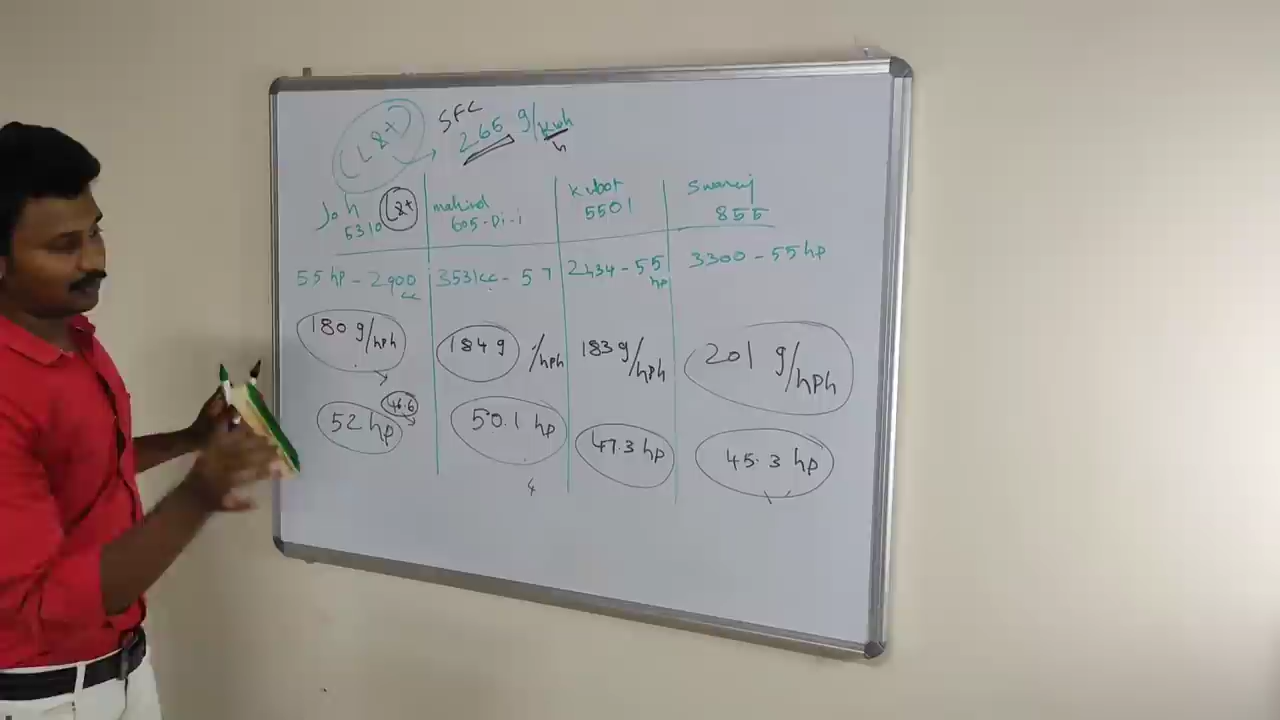 SFC
266 g/kwh
h
Joh
5310
mahind
605-Di-i
Kubot
5501
Swaraj
855
55 hp - 2900
cc
3531cc - 57
2434 - 55
hp
3300 - 55 hp
180 g/hph
184 g /hph
183 g/hph
201 g/hph
46.6
52 hp
50.1 hp
47.3 hp
45.3 hp